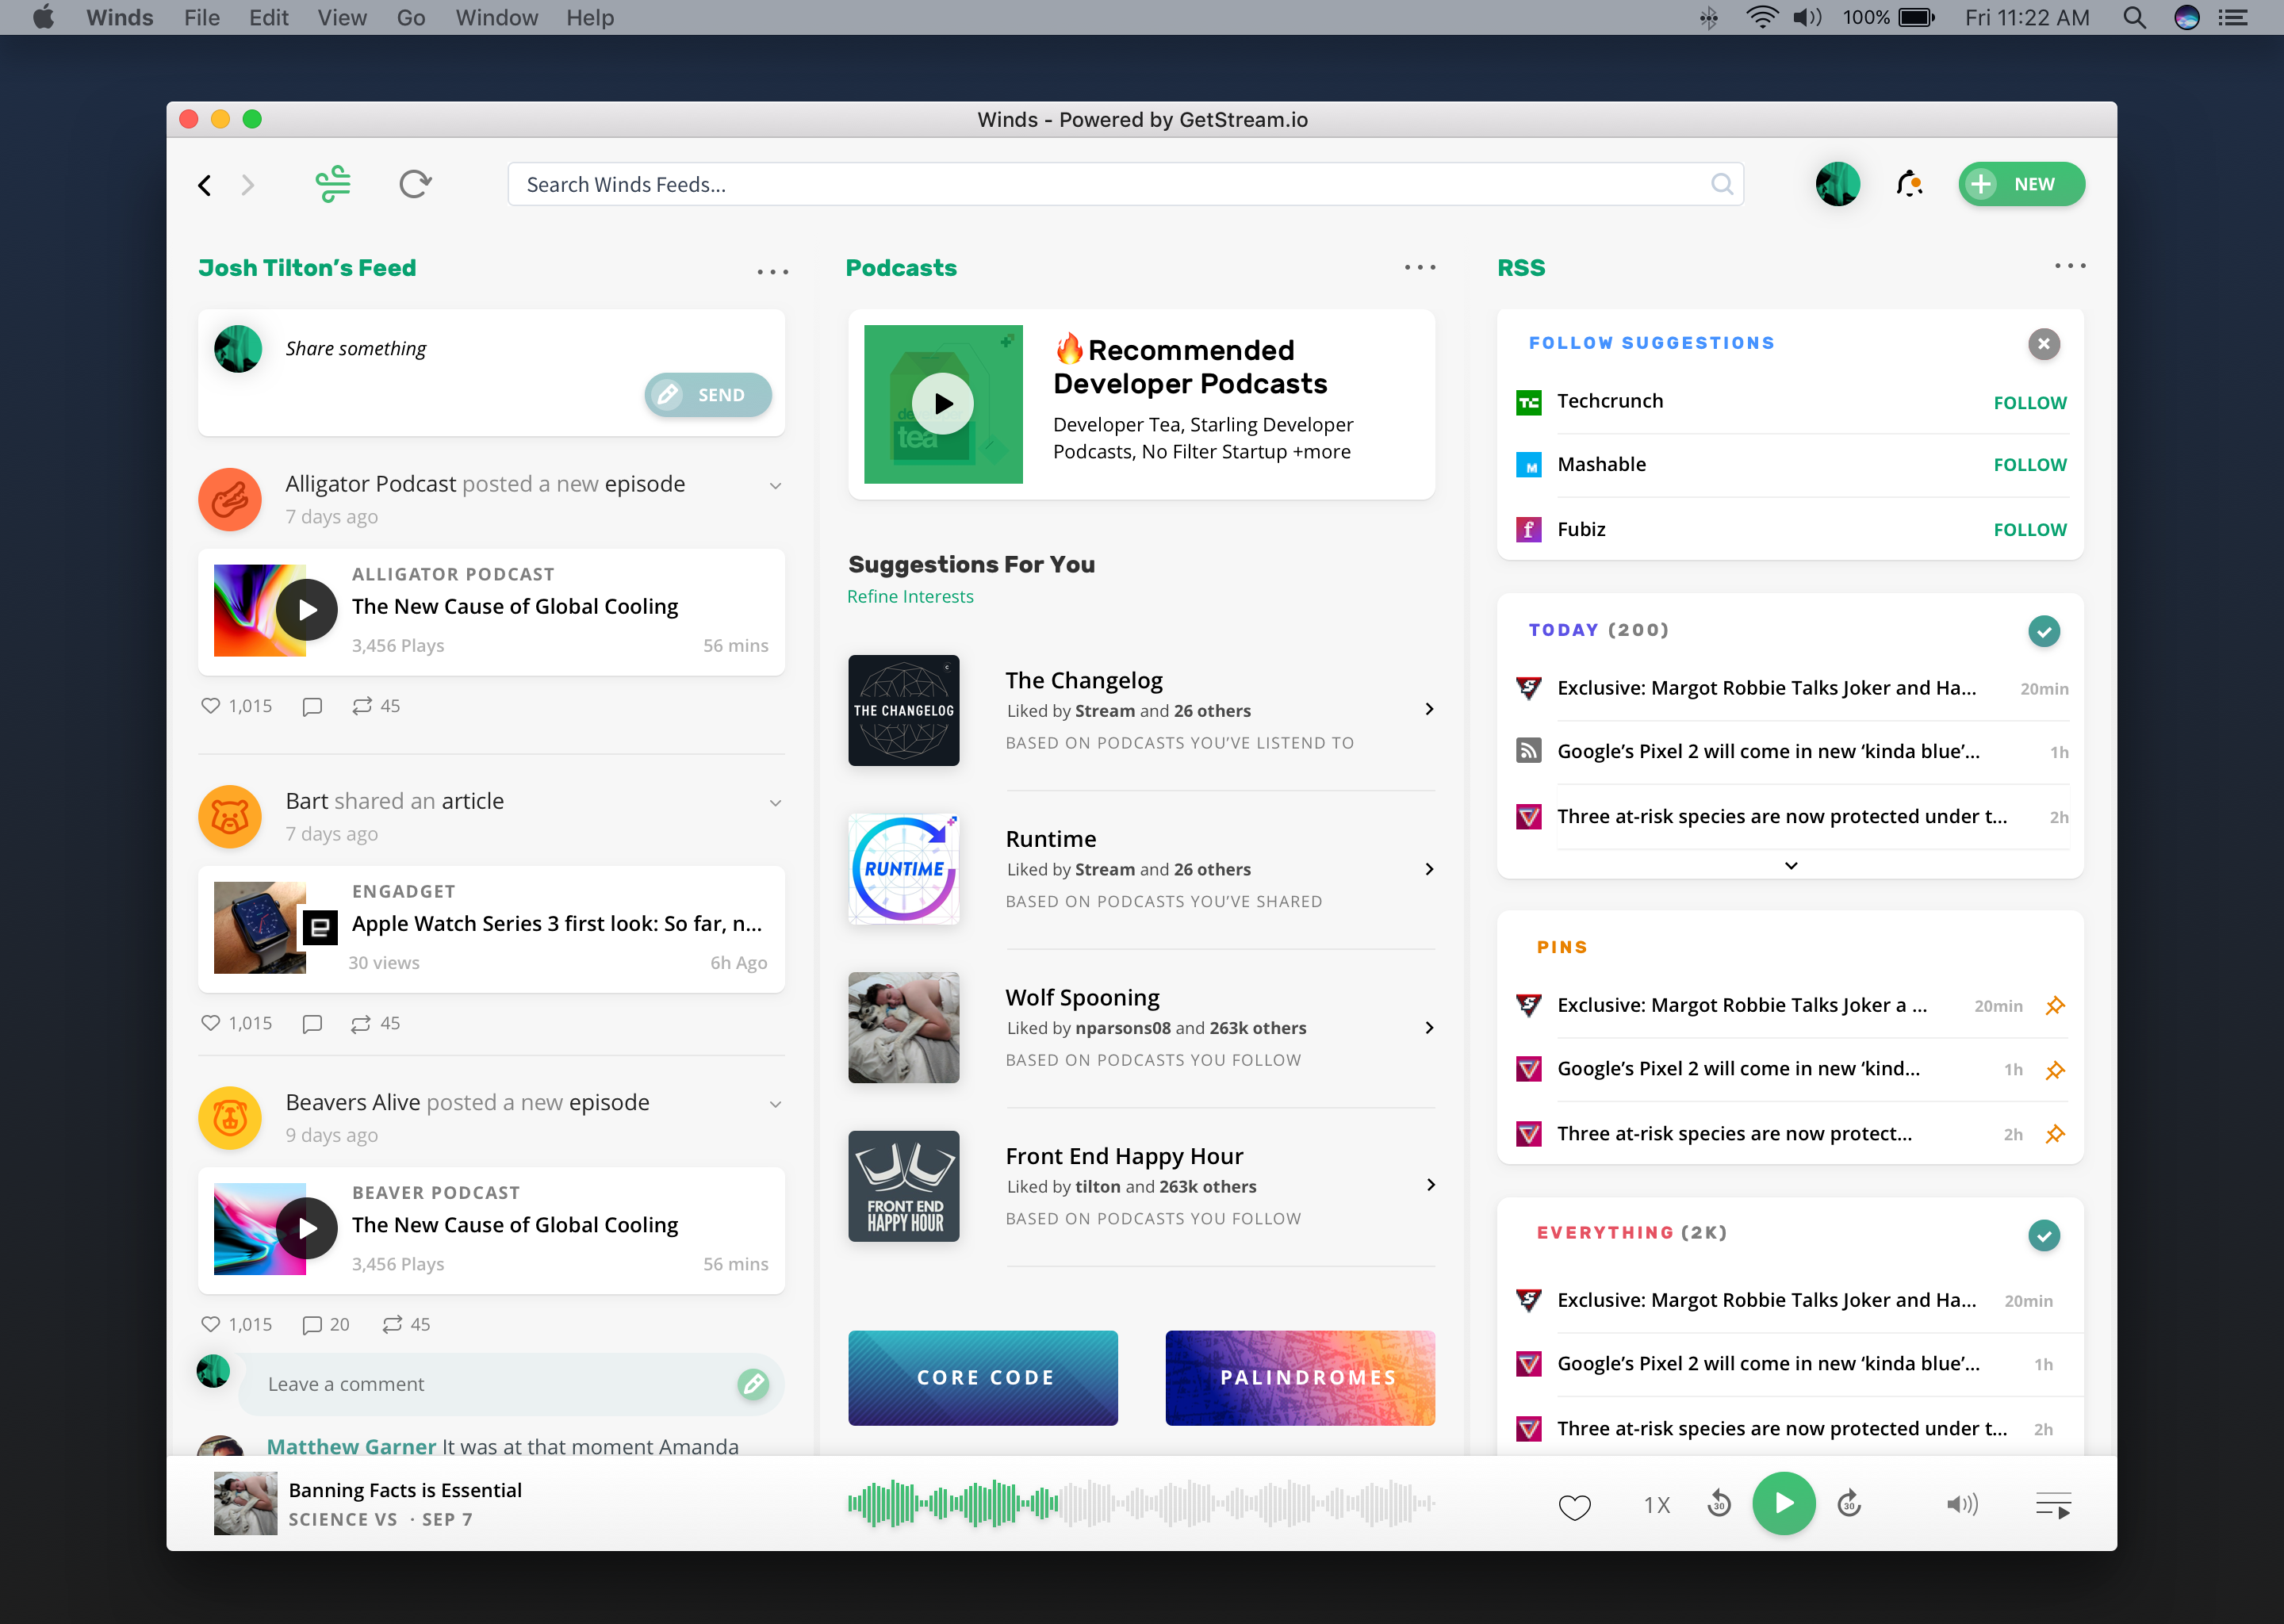 Winds File Edit View Go Window Help
100% Fri 11:22 AM
Winds - Powered by GetStream.io
Search Winds Feeds...
NEW
Josh Tilton’s Feed
Share something
SEND
Alligator Podcast posted a new episode
7 days ago
ALLIGATOR PODCAST
The New Cause of Global Cooling
3,456 Plays 56 mins
1,015 45
Bart shared an article
7 days ago
ENGADGET
Apple Watch Series 3 first look: So far, n...
30 views 6h Ago
1,015 45
Beavers Alive posted a new episode
9 days ago
BEAVER PODCAST
The New Cause of Global Cooling
3,456 Plays 56 mins
1,015 20 45
Leave a comment
Matthew Garner It was at that moment Amanda
Podcasts
tea
🔥Recommended
Developer Podcasts
Developer Tea, Starling Developer
Podcasts, No Filter Startup +more
Suggestions For You
Refine Interests
THE CHANGELOG
The Changelog
Liked by Stream and 26 others
BASED ON PODCASTS YOU’VE LISTEND TO
RUNTIME
Runtime
Liked by Stream and 26 others
BASED ON PODCASTS YOU’VE SHARED
Wolf Spooning
Liked by nparsons08 and 263k others
BASED ON PODCASTS YOU FOLLOW
FRONT END
HAPPY HOUR
Front End Happy Hour
Liked by tilton and 263k others
BASED ON PODCASTS YOU FOLLOW
CORE CODE
PALINDROMES
RSS
FOLLOW SUGGESTIONS
Techcrunch FOLLOW
Mashable FOLLOW
Fubiz FOLLOW
TODAY (200)
Exclusive: Margot Robbie Talks Joker and Ha... 20min
Google’s Pixel 2 will come in new ‘kinda blue’... 1h
Three at-risk species are now protected under t... 2h
PINS
Exclusive: Margot Robbie Talks Joker a ... 20min
Google’s Pixel 2 will come in new ‘kind... 1h
Three at-risk species are now protect... 2h
EVERYTHING (2K)
Exclusive: Margot Robbie Talks Joker and Ha... 20min
Google’s Pixel 2 will come in new ‘kinda blue’... 1h
Three at-risk species are now protected under t... 2h
Banning Facts is Essential
SCIENCE VS · SEP 7
1X 30 30